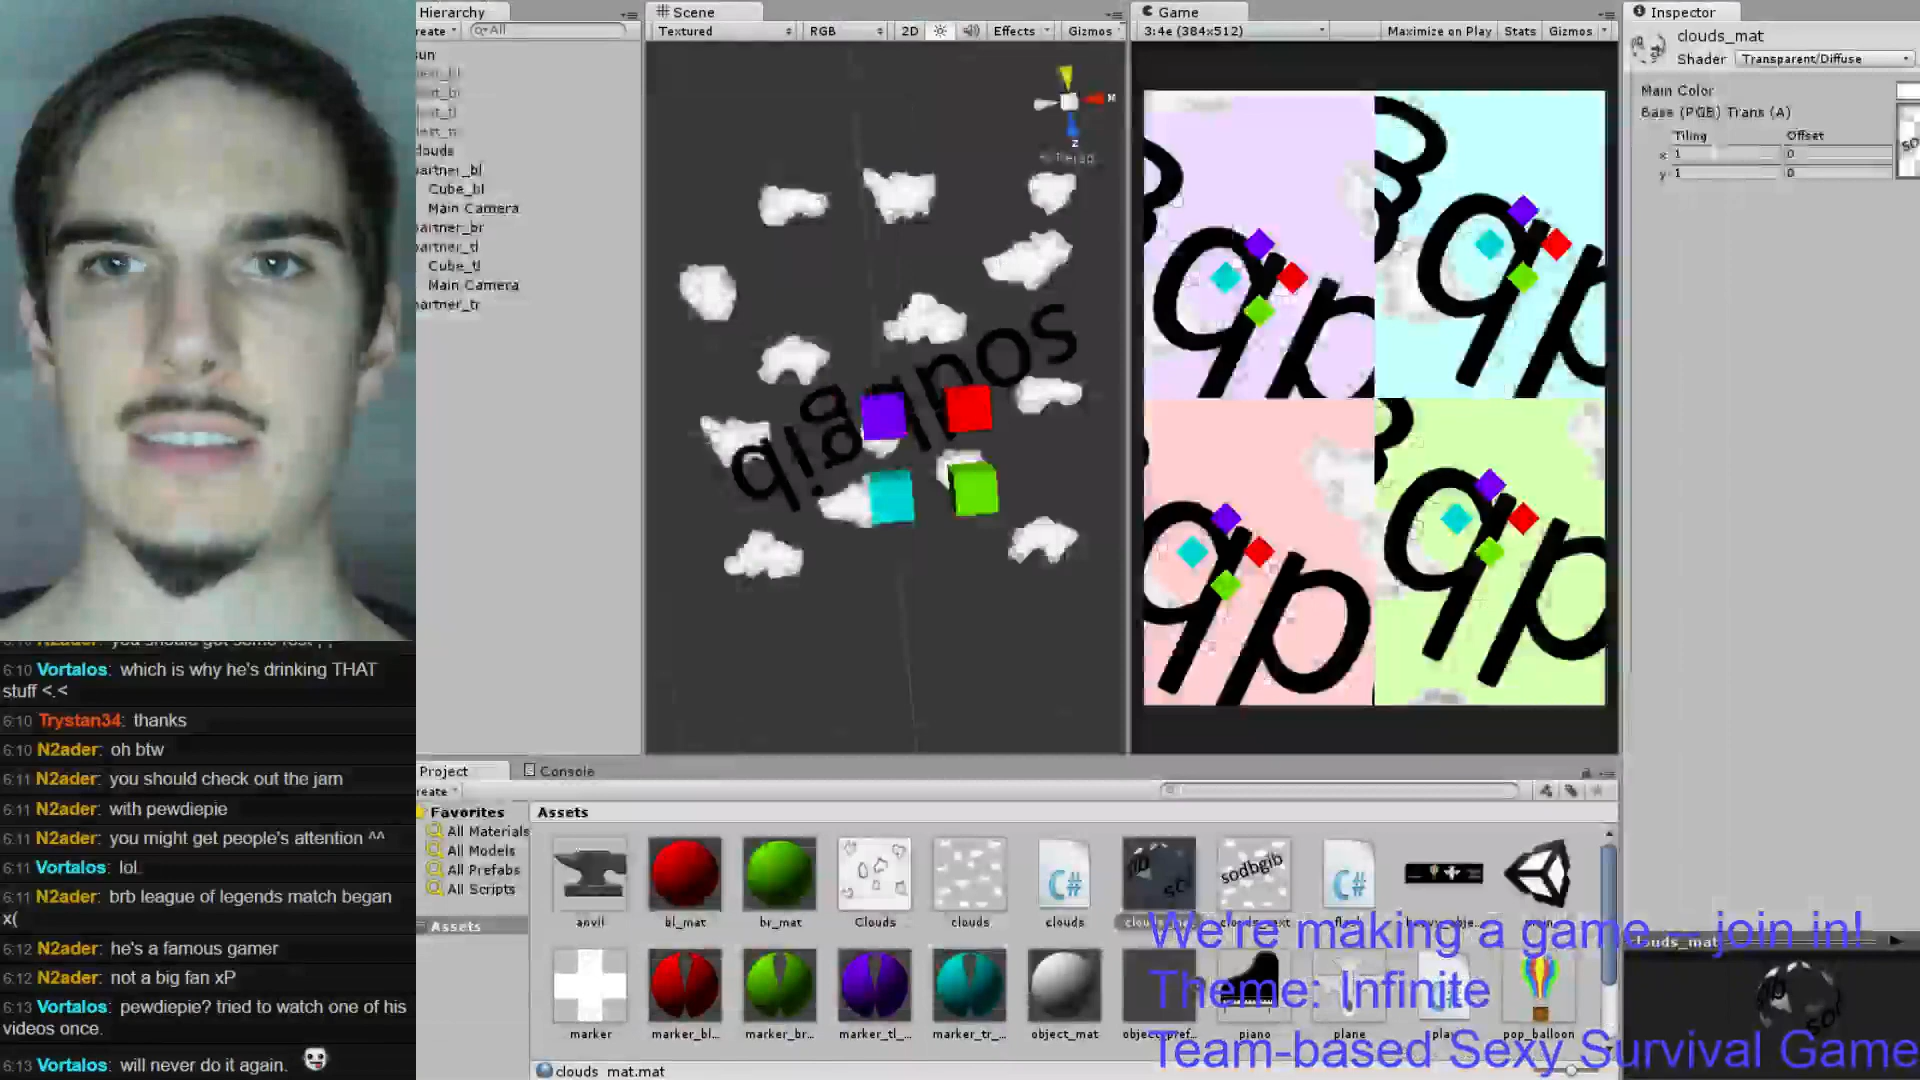 Hierarchy
All
Cube_bl
Main Camera
Cube_tl
Main Camera
Scene
Textured
RGB
2D
Effects
Gizmos
sodbgib
Game
3:4e (384x512)
Maximize on Play
Stats
Gizmos
Inspector
clouds_mat
Shader
Transparent/Diffuse
Main Color
Base (RGB) Trans (A)
Tiling
Offset
x 1 0
y 1 0
6:10 Vortalos: which is why he's drinking THAT
stuff <.<
6:10 Trystan34: thanks
6:10 N2ader: oh btw
6:11 N2ader: you should check out the jam
6:11 N2ader: with pewdiepie
6:11 N2ader: you might get people's attention ^^
6:11 Vortalos: lol.
6:11 N2ader: brb league of legends match began
x(
6:12 N2ader: he's a famous gamer
6:12 N2ader: not a big fan xP
6:13 Vortalos: pewdiepie? tried to watch one of his
videos once.
6:13 Vortalos: will never do it again.
Project
Console
Favorites
All Materials
All Models
All Prefabs
All Scripts
Assets
Assets
anvil
bl_mat
br_mat
Clouds
clouds
clouds
sodbgib
marker
marker_bl...
marker_br...
marker_tl_...
marker_tr_...
object_mat
piano
plane
pop_balloon
clouds_mat.mat
We're making a game – join in!
Theme: Infinite
Team-based Sexy Survival Game